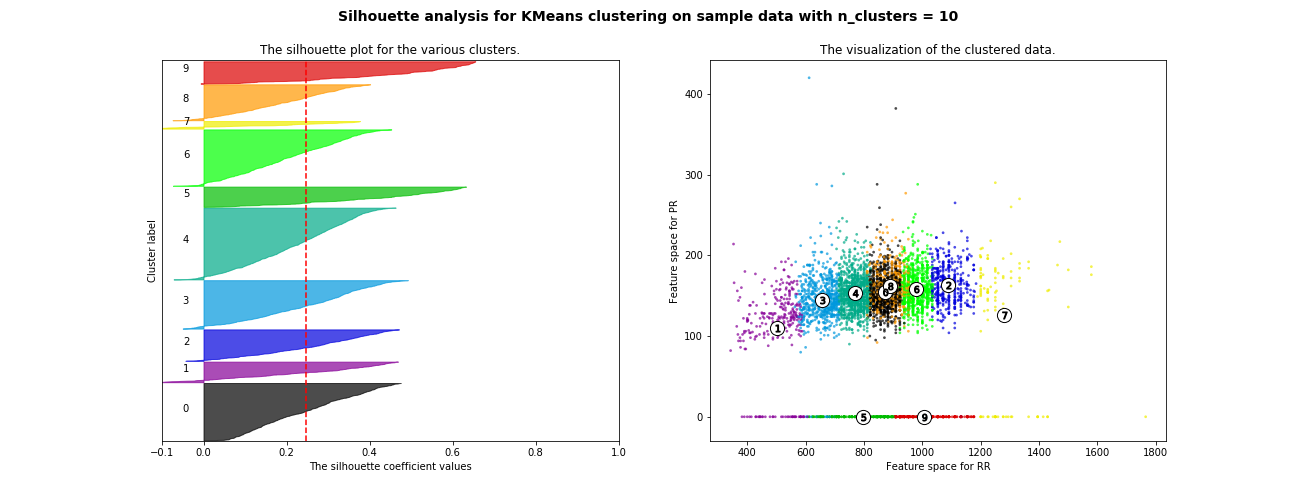 Silhouette analysis for KMeans clustering on sample data with n_clusters = 10
The silhouette plot for the various clusters.
9
8
7
6
5
4
3
2
1
0
Cluster label
−0.1 0.0 0.2 0.4 0.6 0.8 1.0
The silhouette coefficient values
The visualization of the clustered data.
400
300
200
100
0
Feature space for PR
1 3 4 0 8 6 2 7
5 9
400 600 800 1000 1200 1400 1600 1800
Feature space for RR